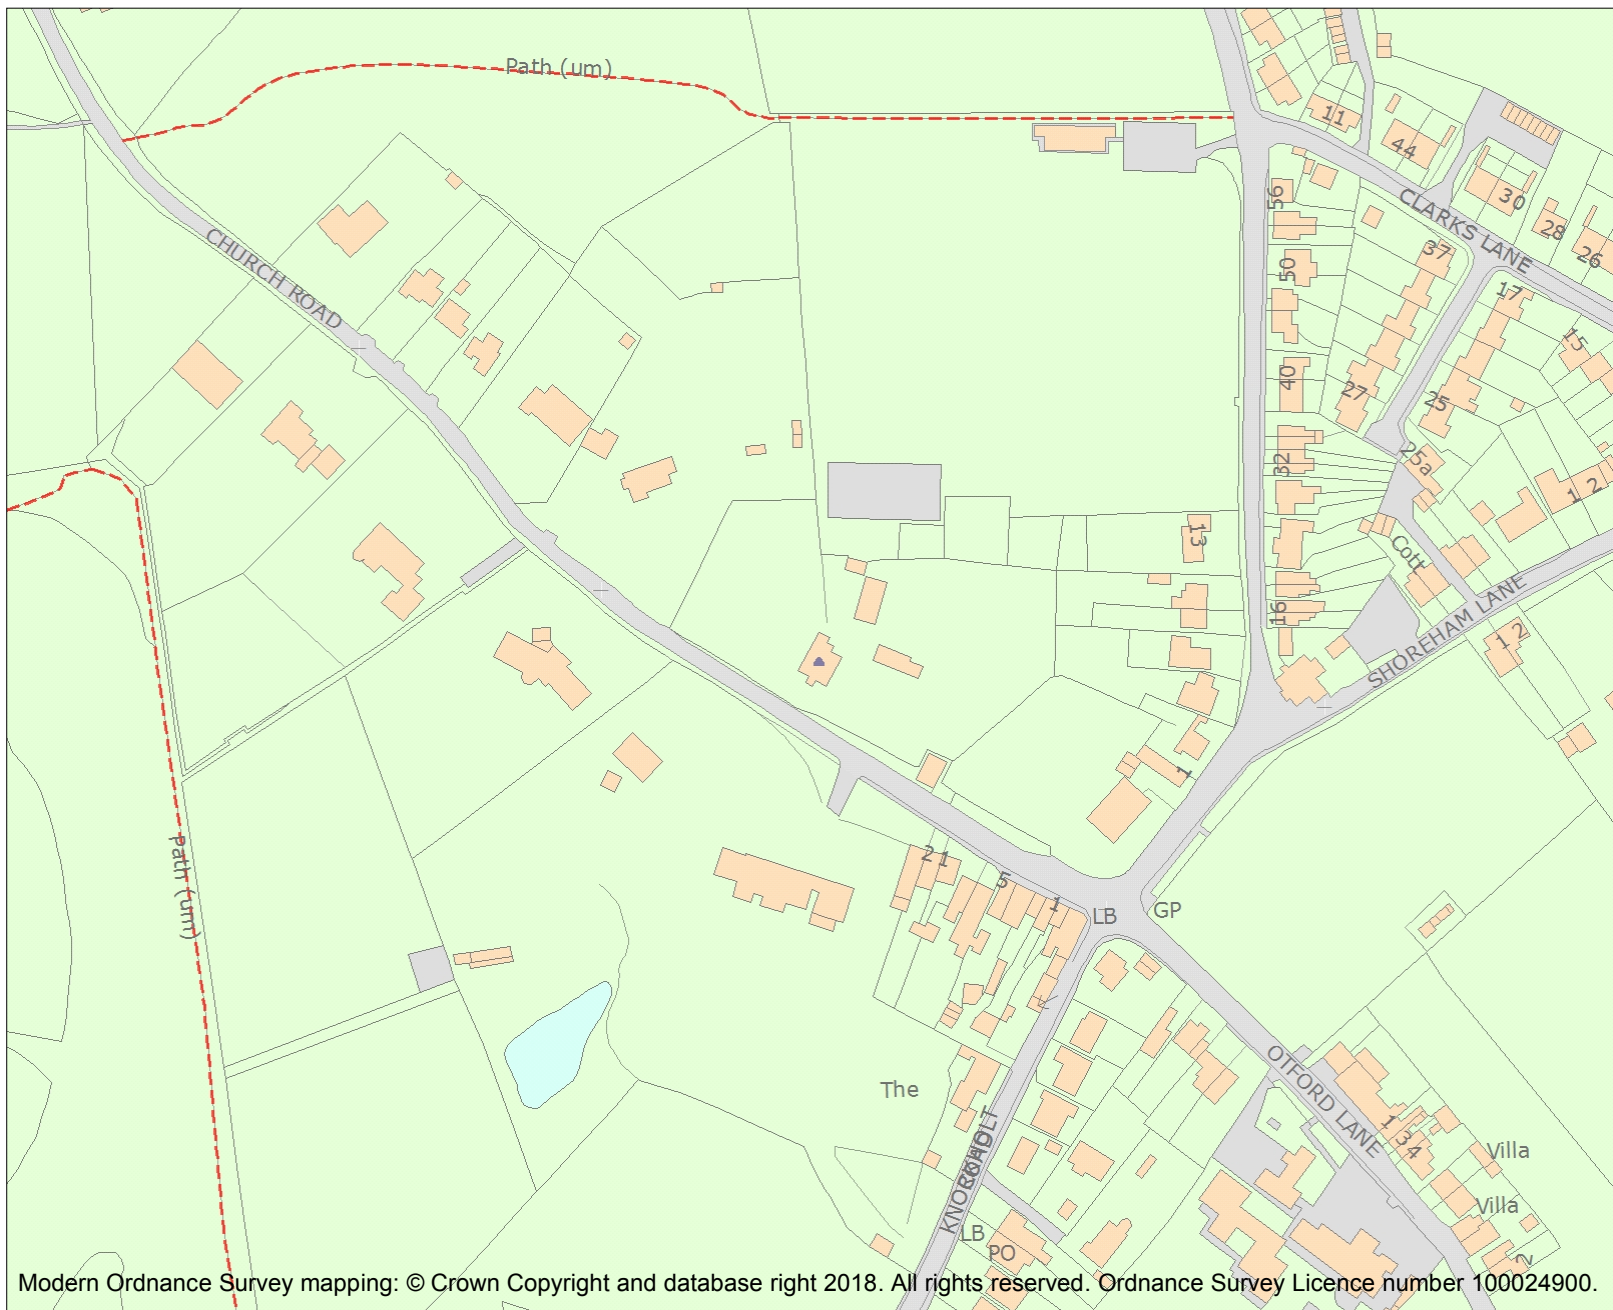 Path (um)
11
44
56
30
CLARKS LANE
28
26
37
CHURCH ROAD
50
17
15
40
27
25
32
25a
1 2
13
Cott
16
SHOREHAM LANE
1 2
1
Path (um)
2 1
5
1
LB
GP
The
OTFORD LANE
1 3 4
KNOCKHOLT
ROAD
Villa
Villa
LB
PO
2
Modern Ordnance Survey mapping: © Crown Copyright and database right 2018. All rights reserved. Ordnance Survey Licence number 100024900.